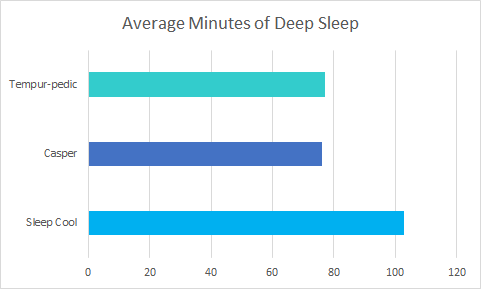 Average Minutes of Deep Sleep
Tempur-pedic
Casper
Sleep Cool
0 20 40 60 80 100 120